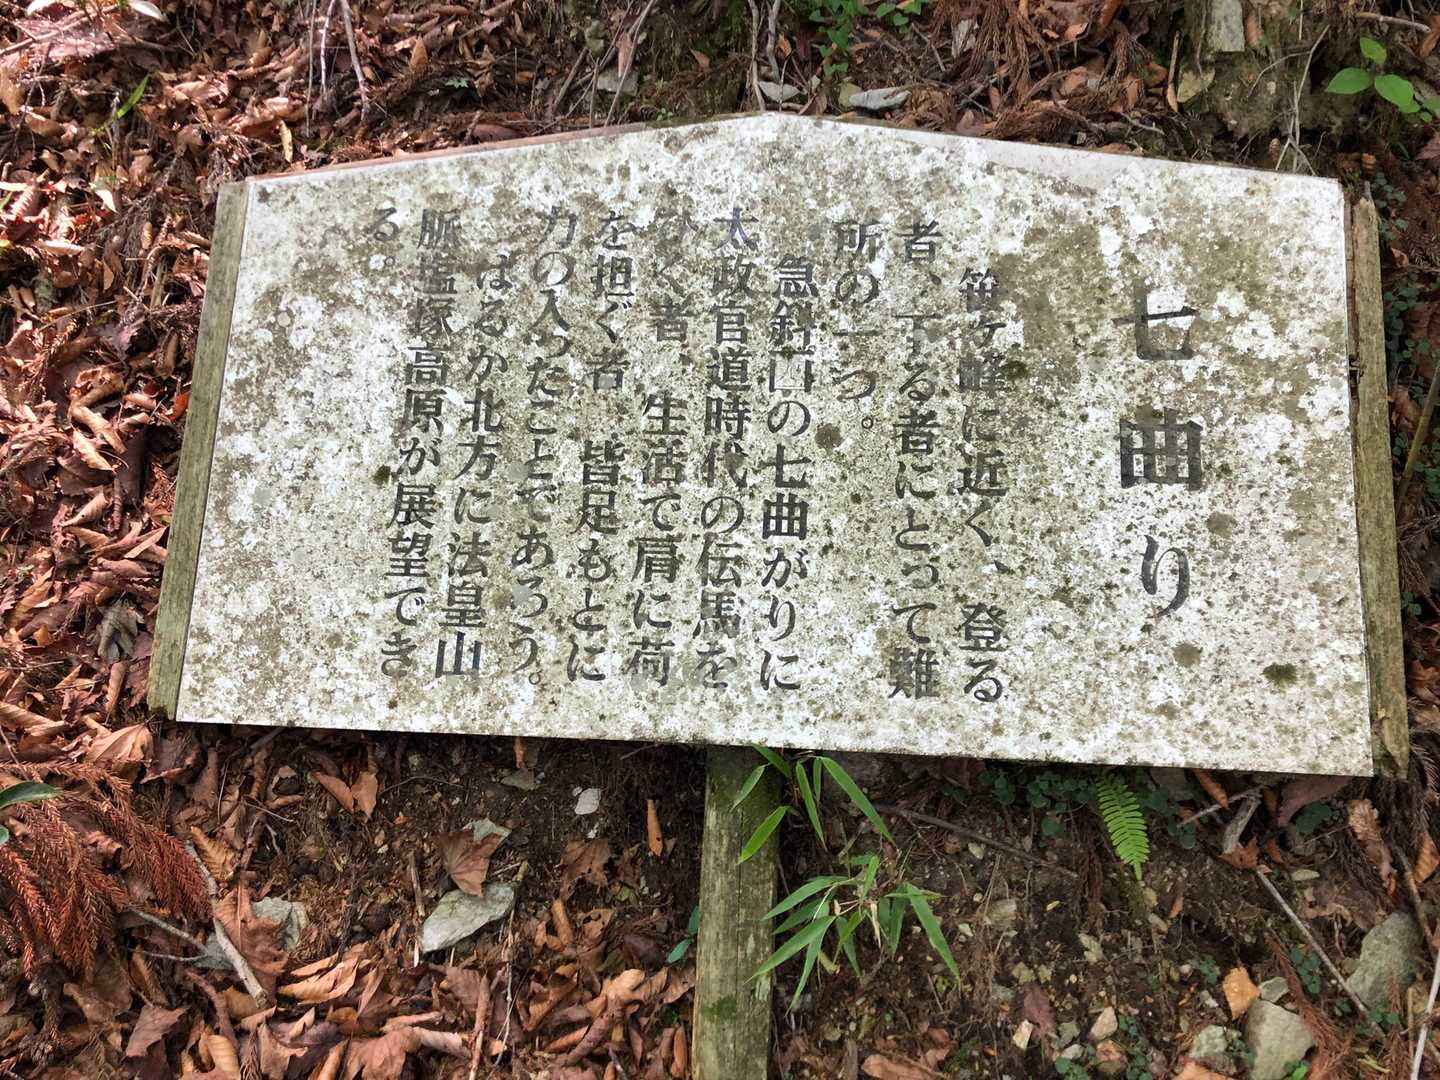 七曲り
笹ヶ峰に近く、登る
者、下る者にとって難
所の一つ。
急斜面の七曲がりに
太政官道時代の伝馬を
ひく者、生活で肩に荷
を担ぐ者、皆足もとに
力の入ったことであろう。
はるか北方に法皇山
脈塩塚高原が展望でき
る。